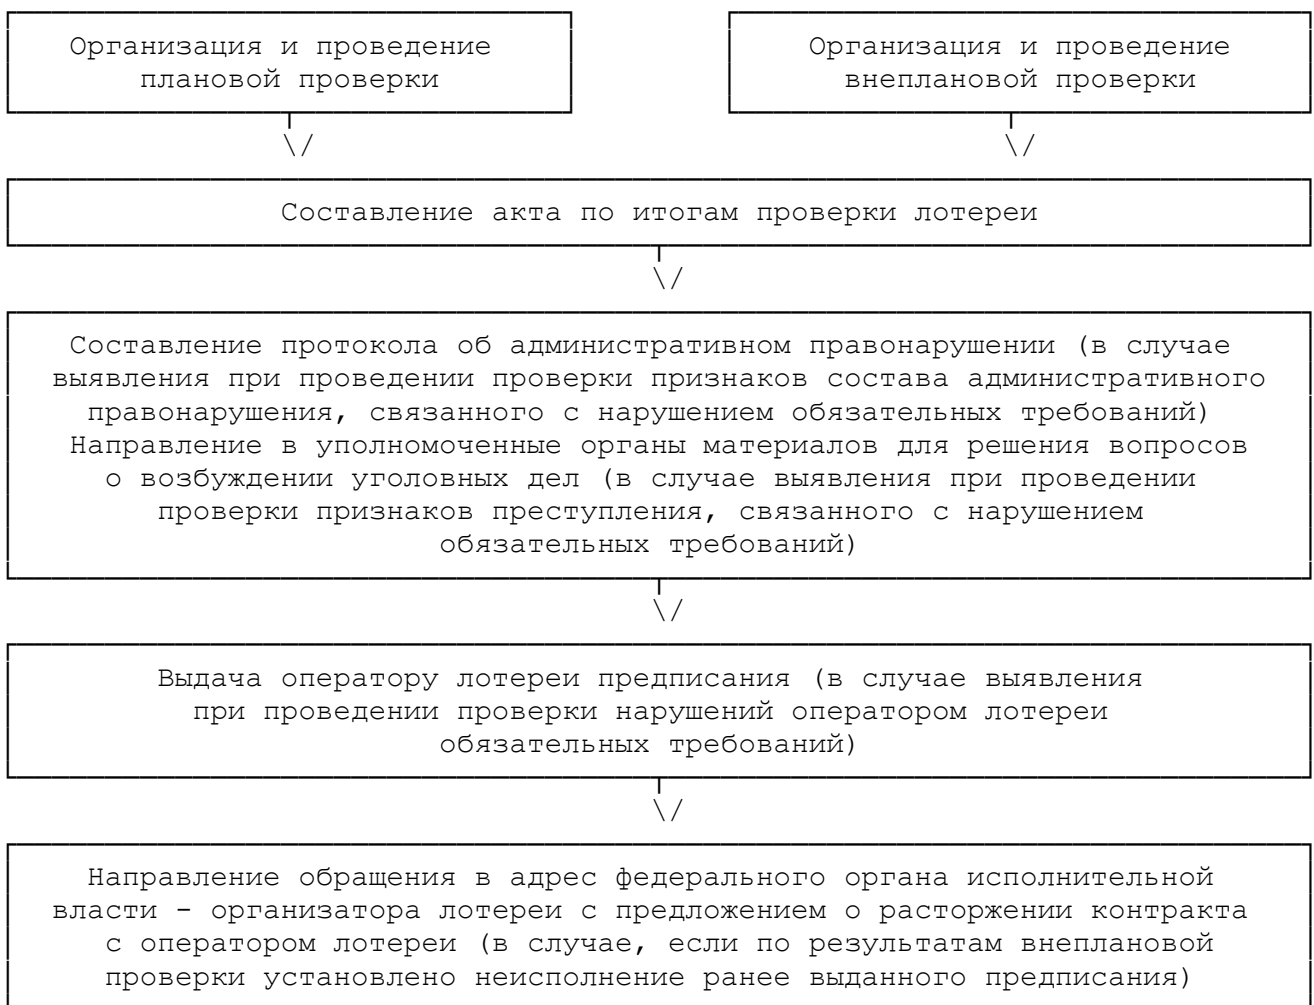 Организация и проведение
плановой проверки
Организация и проведение
внеплановой проверки
\/
\/
Составление акта по итогам проверки лотереи
\/
Составление протокола об административном правонарушении (в случае
выявления при проведении проверки признаков состава административного
правонарушения, связанного с нарушением обязательных требований)
Направление в уполномоченные органы материалов для решения вопросов
о возбуждении уголовных дел (в случае выявления при проведении
проверки признаков преступления, связанного с нарушением
обязательных требований)
\/
Выдача оператору лотереи предписания (в случае выявления
при проведении проверки нарушений оператором лотереи
обязательных требований)
\/
Направление обращения в адрес федерального органа исполнительной
власти - организатора лотереи с предложением о расторжении контракта
с оператором лотереи (в случае, если по результатам внеплановой
проверки установлено неисполнение ранее выданного предписания)